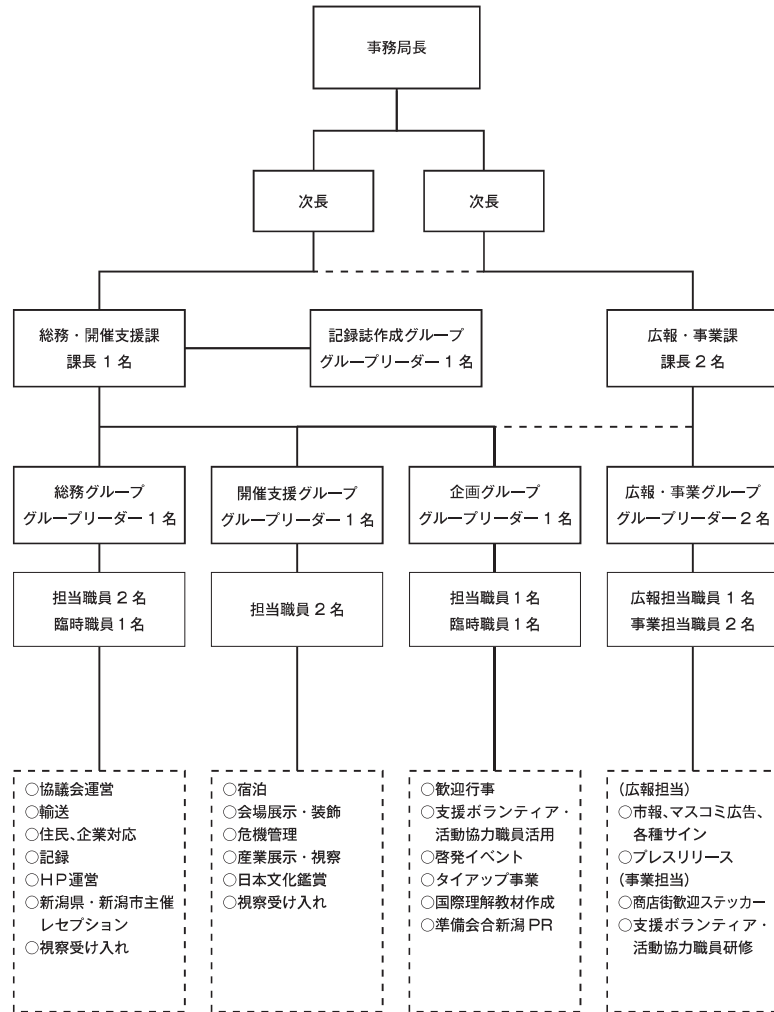 事務局長
次長
次長
総務・開催支援課
課長 1 名
記録誌作成グループ
グループリーダー 1 名
広報・事業課
課長 2 名
総務グループ
グループリーダー 1 名
開催支援グループ
グループリーダー 1 名
企画グループ
グループリーダー 1 名
広報・事業グループ
グループリーダー 2 名
担当職員 2 名
臨時職員 1 名
担当職員 2 名
担当職員 1 名
臨時職員 1 名
広報担当職員 1 名
事業担当職員 2 名
○協議会運営
○輸送
○住民、企業対応
○記録
○ＨＰ運営
○新潟県・新潟市主催
レセプション
○視察受け入れ
○宿泊
○会場展示・装飾
○危機管理
○産業展示・視察
○日本文化鑑賞
○視察受け入れ
○歓迎行事
○支援ボランティア・
活動協力職員活用
○啓発イベント
○タイアップ事業
○国際理解教材作成
○準備会合新潟 PR
(広報担当)
○市報、マスコミ広告、
各種サイン
○プレスリリース
(事業担当)
○商店街歓迎ステッカー
○支援ボランティア・
活動協力職員研修